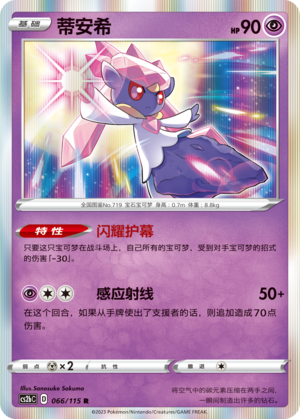 基础 蒂安希 HP90
全国图鉴No.719 宝石宝可梦 身高：0.7m 体重：8.8kg
特性 闪耀护幕
只要这只宝可梦在战斗场上，自己所有的宝可梦，受到对手宝可梦的招式
的伤害「-30」。
感应射线 50+
在这个回合，如果从手牌使出了支援者的话，则追加造成70点
伤害。
弱点 ×2 抗性 -30 撤退
Illus. Sanosuke Sakuma
CS2bC D 066/115 R
将空气中的碳元素压缩在两手之间，
一瞬间制造出许多的钻石。
©2023 Pokémon/Nintendo/Creatures/GAME FREAK.